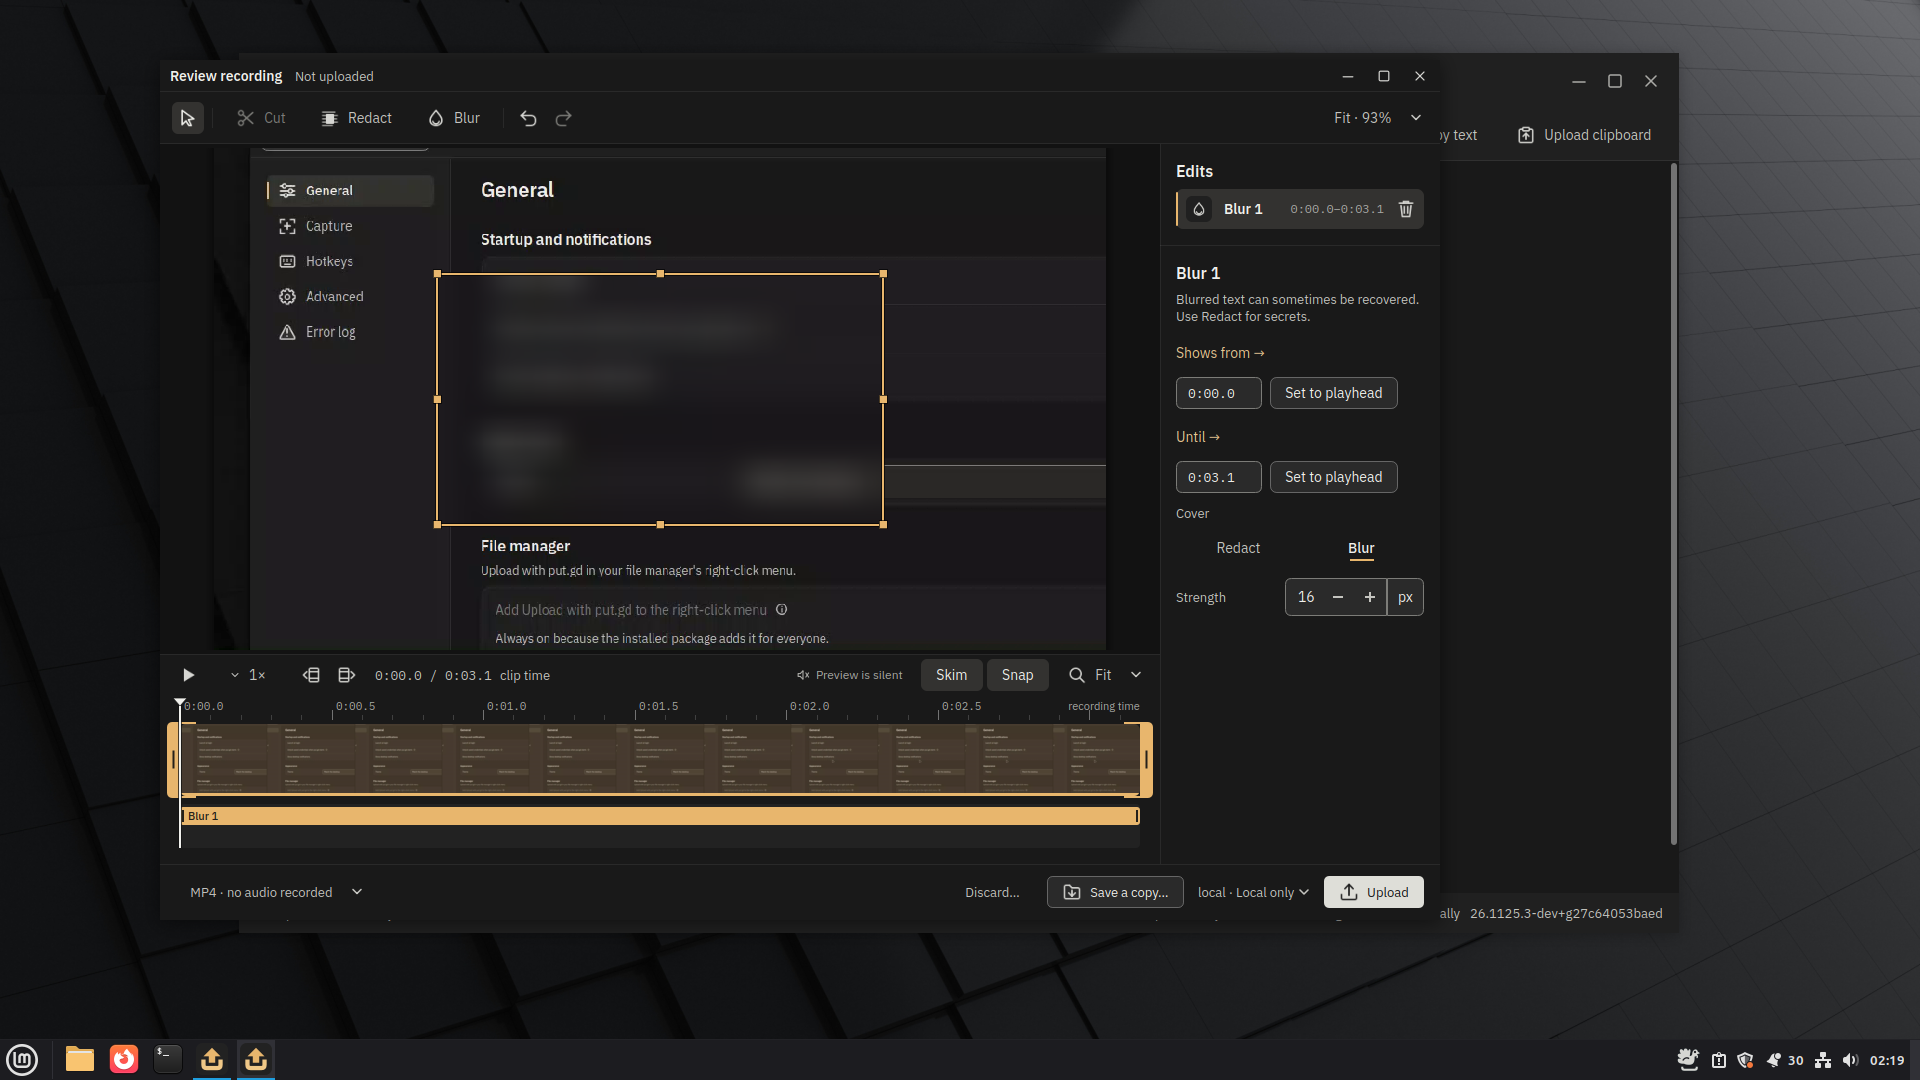 Review recording Not uploaded
Cut Redact Blur Fit · 93%
by text Upload clipboard
General
Capture
Hotkeys
Advanced
Error log
General
Startup and notifications
File manager
Upload with put.gd in your file manager's right-click menu.
Add Upload with put.gd to the right-click menu
Always on because the installed package adds it for everyone.
Edits
Blur 1 0:00.0–0:03.1
Blur 1
Blurred text can sometimes be recovered.
Use Redact for secrets.
Shows from →
0:00.0 Set to playhead
Until →
0:03.1 Set to playhead
Cover
Redact Blur
Strength 16 px
1× 0:00.0 / 0:03.1 clip time Preview is silent Skim Snap Fit
0:00.0 0:00.5 0:01.0 0:01.5 0:02.0 0:02.5 recording time
Blur 1
MP4 · no audio recorded Discard... Save a copy... local · Local only Upload
ally 26.1125.3-dev+g27c64053baed
$_ 30 02:19